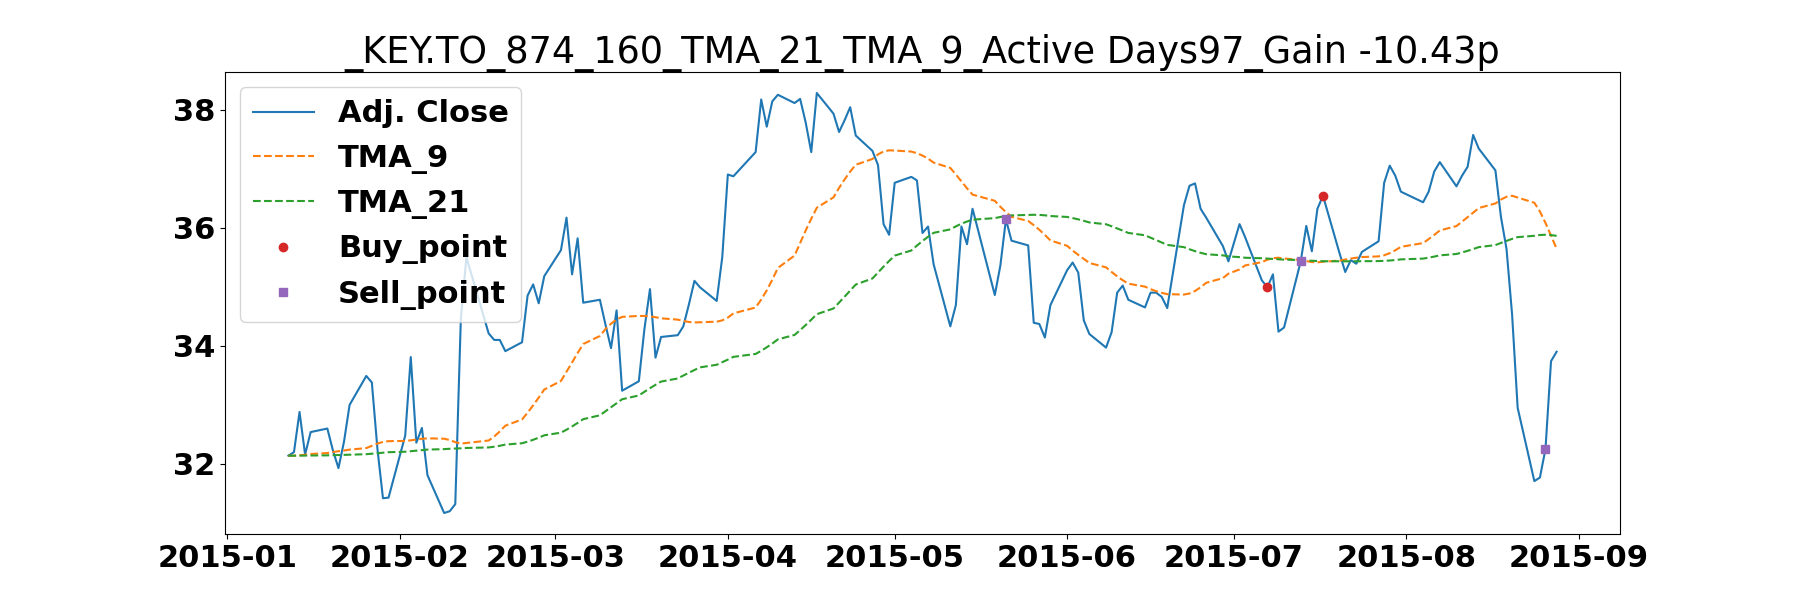 _KEY.TO_874_160_TMA_21_TMA_9_Active Days97_Gain -10.43p
38
36
34
32
Adj. Close
TMA_9
TMA_21
Buy_point
Sell_point
2015-01 2015-02 2015-03 2015-04 2015-05 2015-06 2015-07 2015-08 2015-09